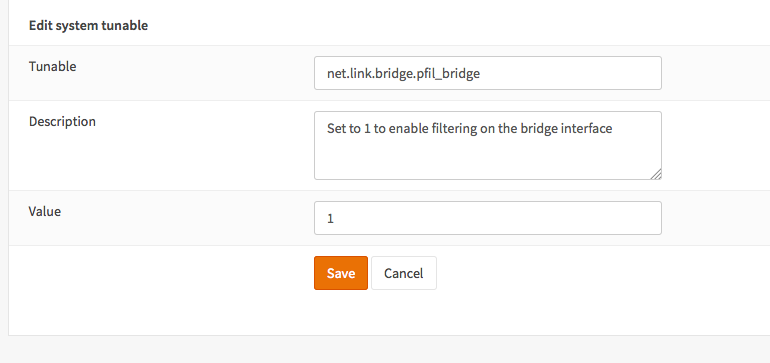 Edit system tunable
Tunable
net.link.bridge.pfil_bridge
Description
Set to 1 to enable filtering on the bridge interface
Value
1
Save Cancel